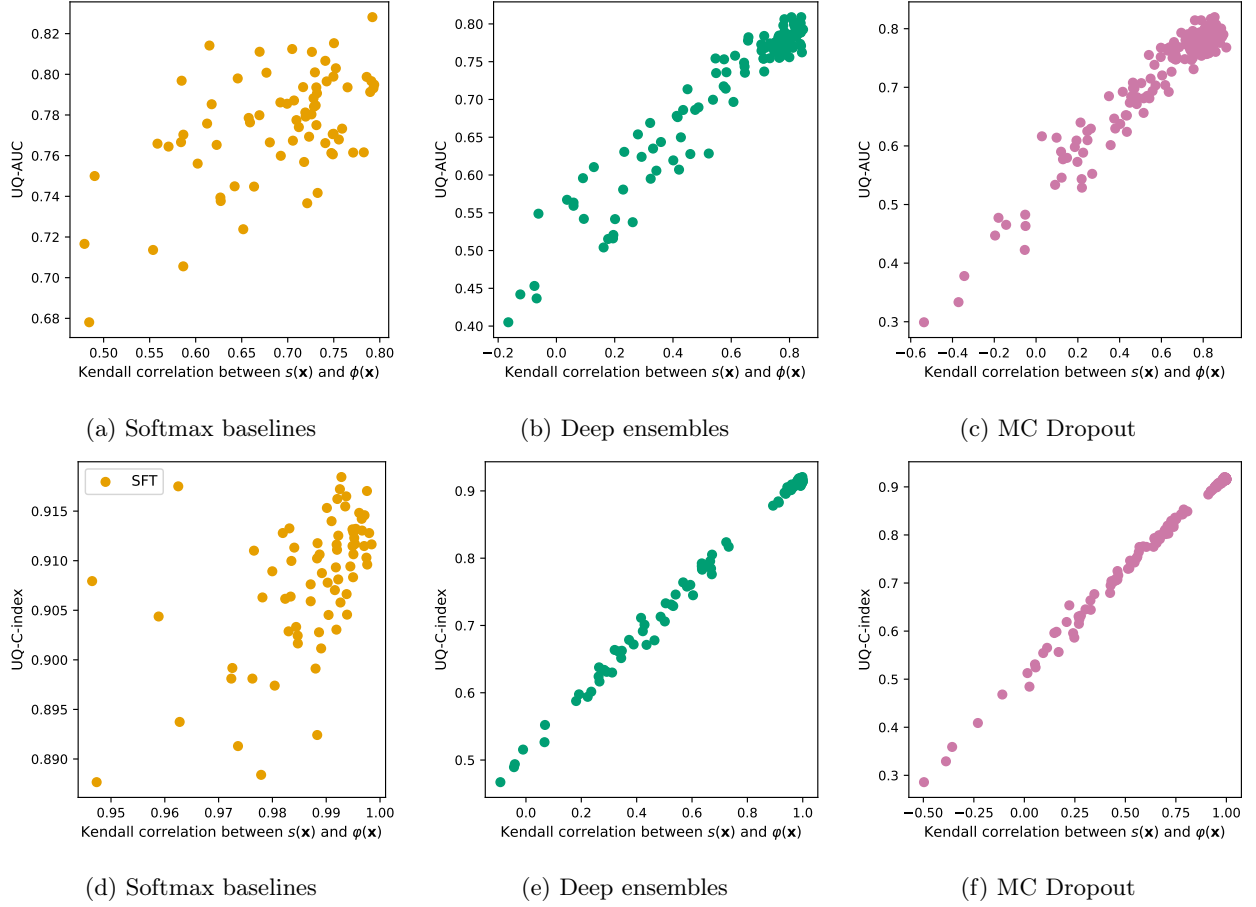 0.82
0.80
0.78
0.76
0.74
0.72
0.70
0.68
UQ-AUC
0.50 0.55 0.60 0.65 0.70 0.75 0.80
Kendall correlation between s(x) and ϕ(x)
(a) Softmax baselines
0.80
0.75
0.70
0.65
0.60
0.55
0.50
0.45
0.40
UQ-AUC
−0.2 0.0 0.2 0.4 0.6 0.8
Kendall correlation between s(x) and ϕ(x)
(b) Deep ensembles
0.8
0.7
0.6
0.5
0.4
0.3
UQ-AUC
−0.6 −0.4 −0.2 0.0 0.2 0.4 0.6 0.8
Kendall correlation between s(x) and ϕ(x)
(c) MC Dropout
SFT
0.915
0.910
0.905
0.900
0.895
0.890
UQ-C-index
0.95 0.96 0.97 0.98 0.99 1.00
Kendall correlation between s(x) and φ(x)
(d) Softmax baselines
0.9
0.8
0.7
0.6
0.5
UQ-C-index
0.0 0.2 0.4 0.6 0.8 1.0
Kendall correlation between s(x) and φ(x)
(e) Deep ensembles
0.9
0.8
0.7
0.6
0.5
0.4
0.3
UQ-C-index
−0.50 −0.25 0.00 0.25 0.50 0.75 1.00
Kendall correlation between s(x) and φ(x)
(f) MC Dropout